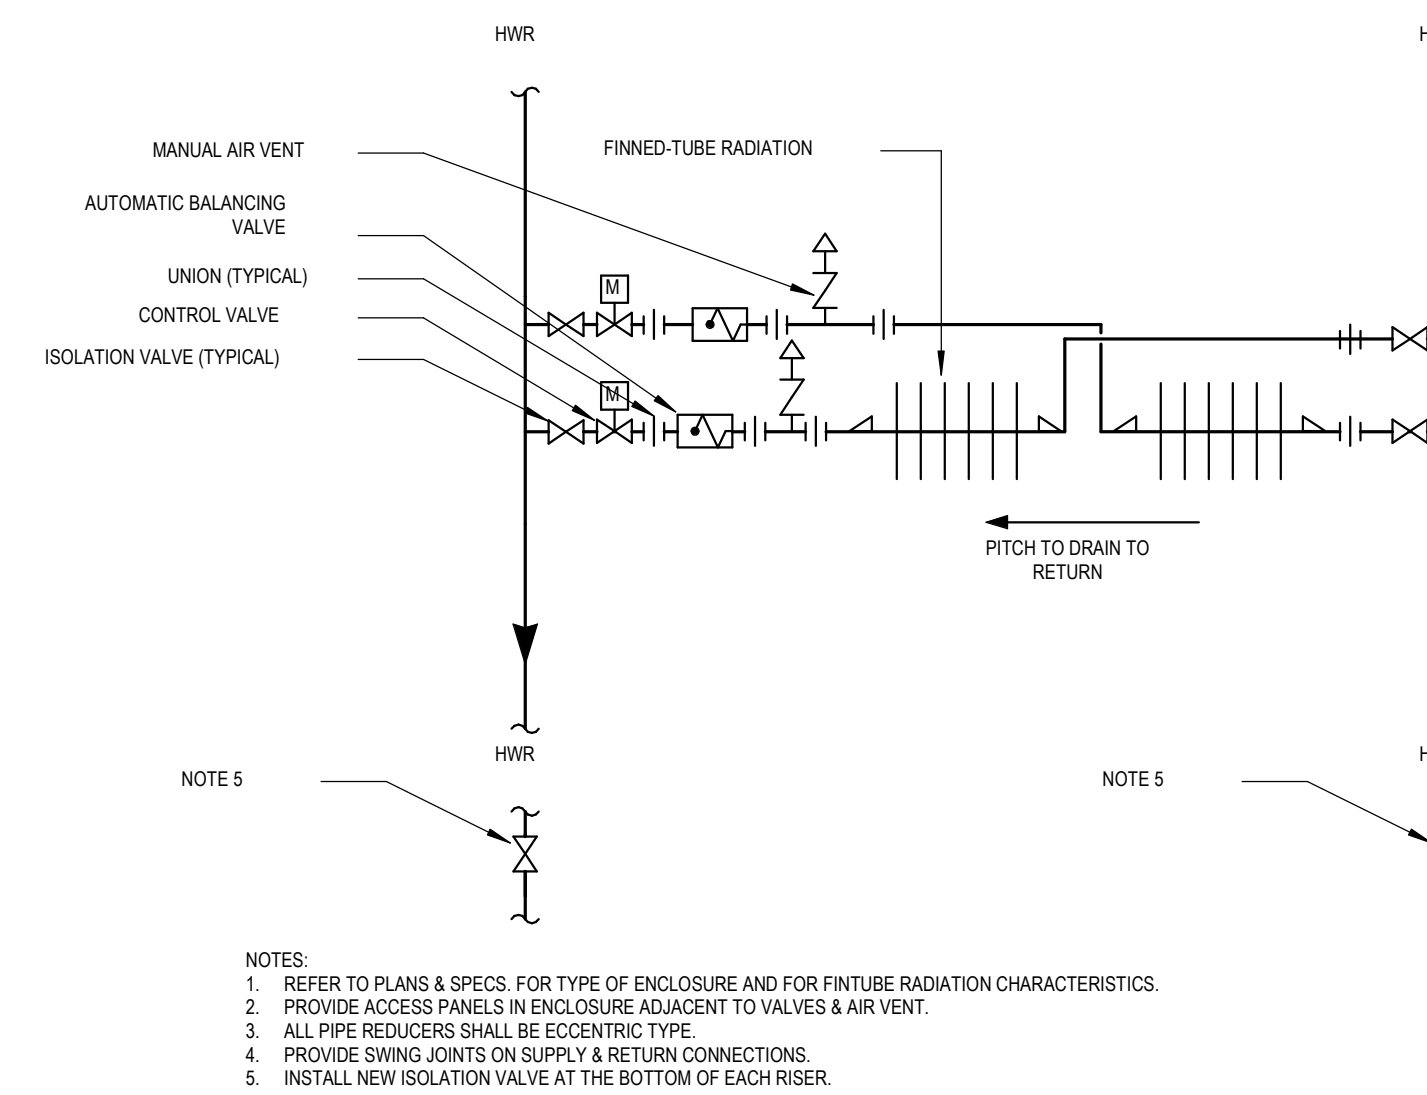 HWR
H
MANUAL AIR VENT
FINNED-TUBE RADIATION
AUTOMATIC BALANCING
VALVE
UNION (TYPICAL)
CONTROL VALVE
ISOLATION VALVE (TYPICAL)
M
M
PITCH TO DRAIN TO
RETURN
HWR
H
NOTE 5
NOTE 5
NOTES:
1. REFER TO PLANS & SPECS. FOR TYPE OF ENCLOSURE AND FOR FINTUBE RADIATION CHARACTERISTICS.
2. PROVIDE ACCESS PANELS IN ENCLOSURE ADJACENT TO VALVES & AIR VENT.
3. ALL PIPE REDUCERS SHALL BE ECCENTRIC TYPE.
4. PROVIDE SWING JOINTS ON SUPPLY & RETURN CONNECTIONS.
5. INSTALL NEW ISOLATION VALVE AT THE BOTTOM OF EACH RISER.